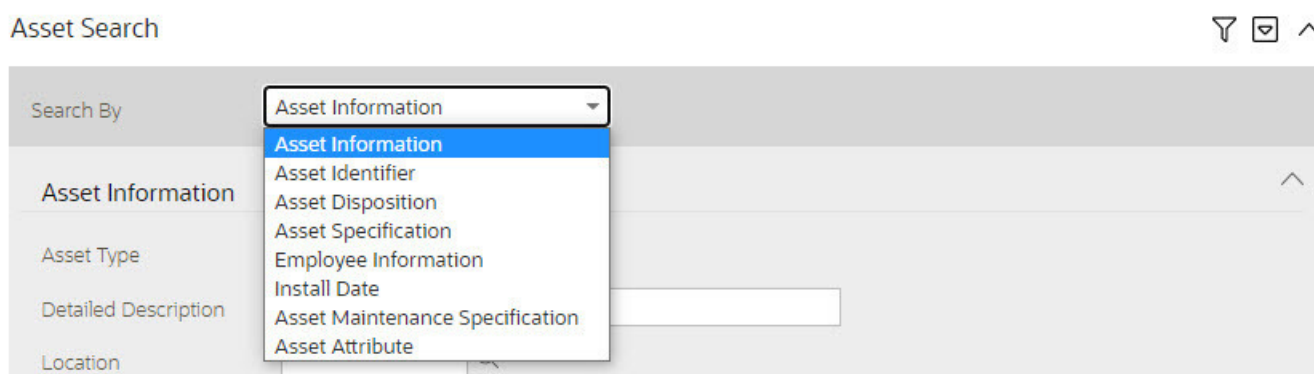 Asset Search
Search By
Asset Information
Asset Information
Asset Identifier
Asset Disposition
Asset Specification
Employee Information
Install Date
Asset Maintenance Specification
Asset Attribute
Asset Information
Asset Type
Detailed Description
Location